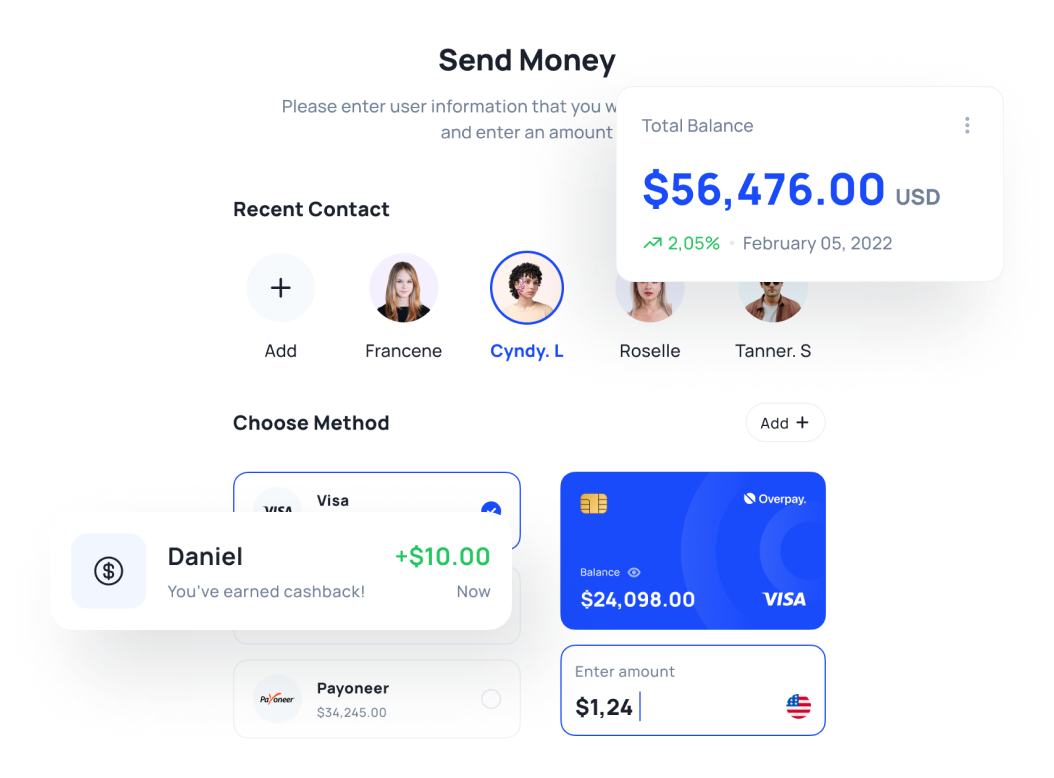 Send Money
Please enter user information that you w
and enter an amount
Total Balance
$56,476.00 USD
2,05% • February 05, 2022
Recent Contact
Add
Francene
Cyndy. L
Roselle
Tanner. S
Choose Method
Add +
VISA
Visa
Overpay.
Balance
$24,098.00
VISA
Daniel
+$10.00
You've earned cashback!
Now
Payoneer
Payoneer
$34,245.00
Enter amount
$1,24